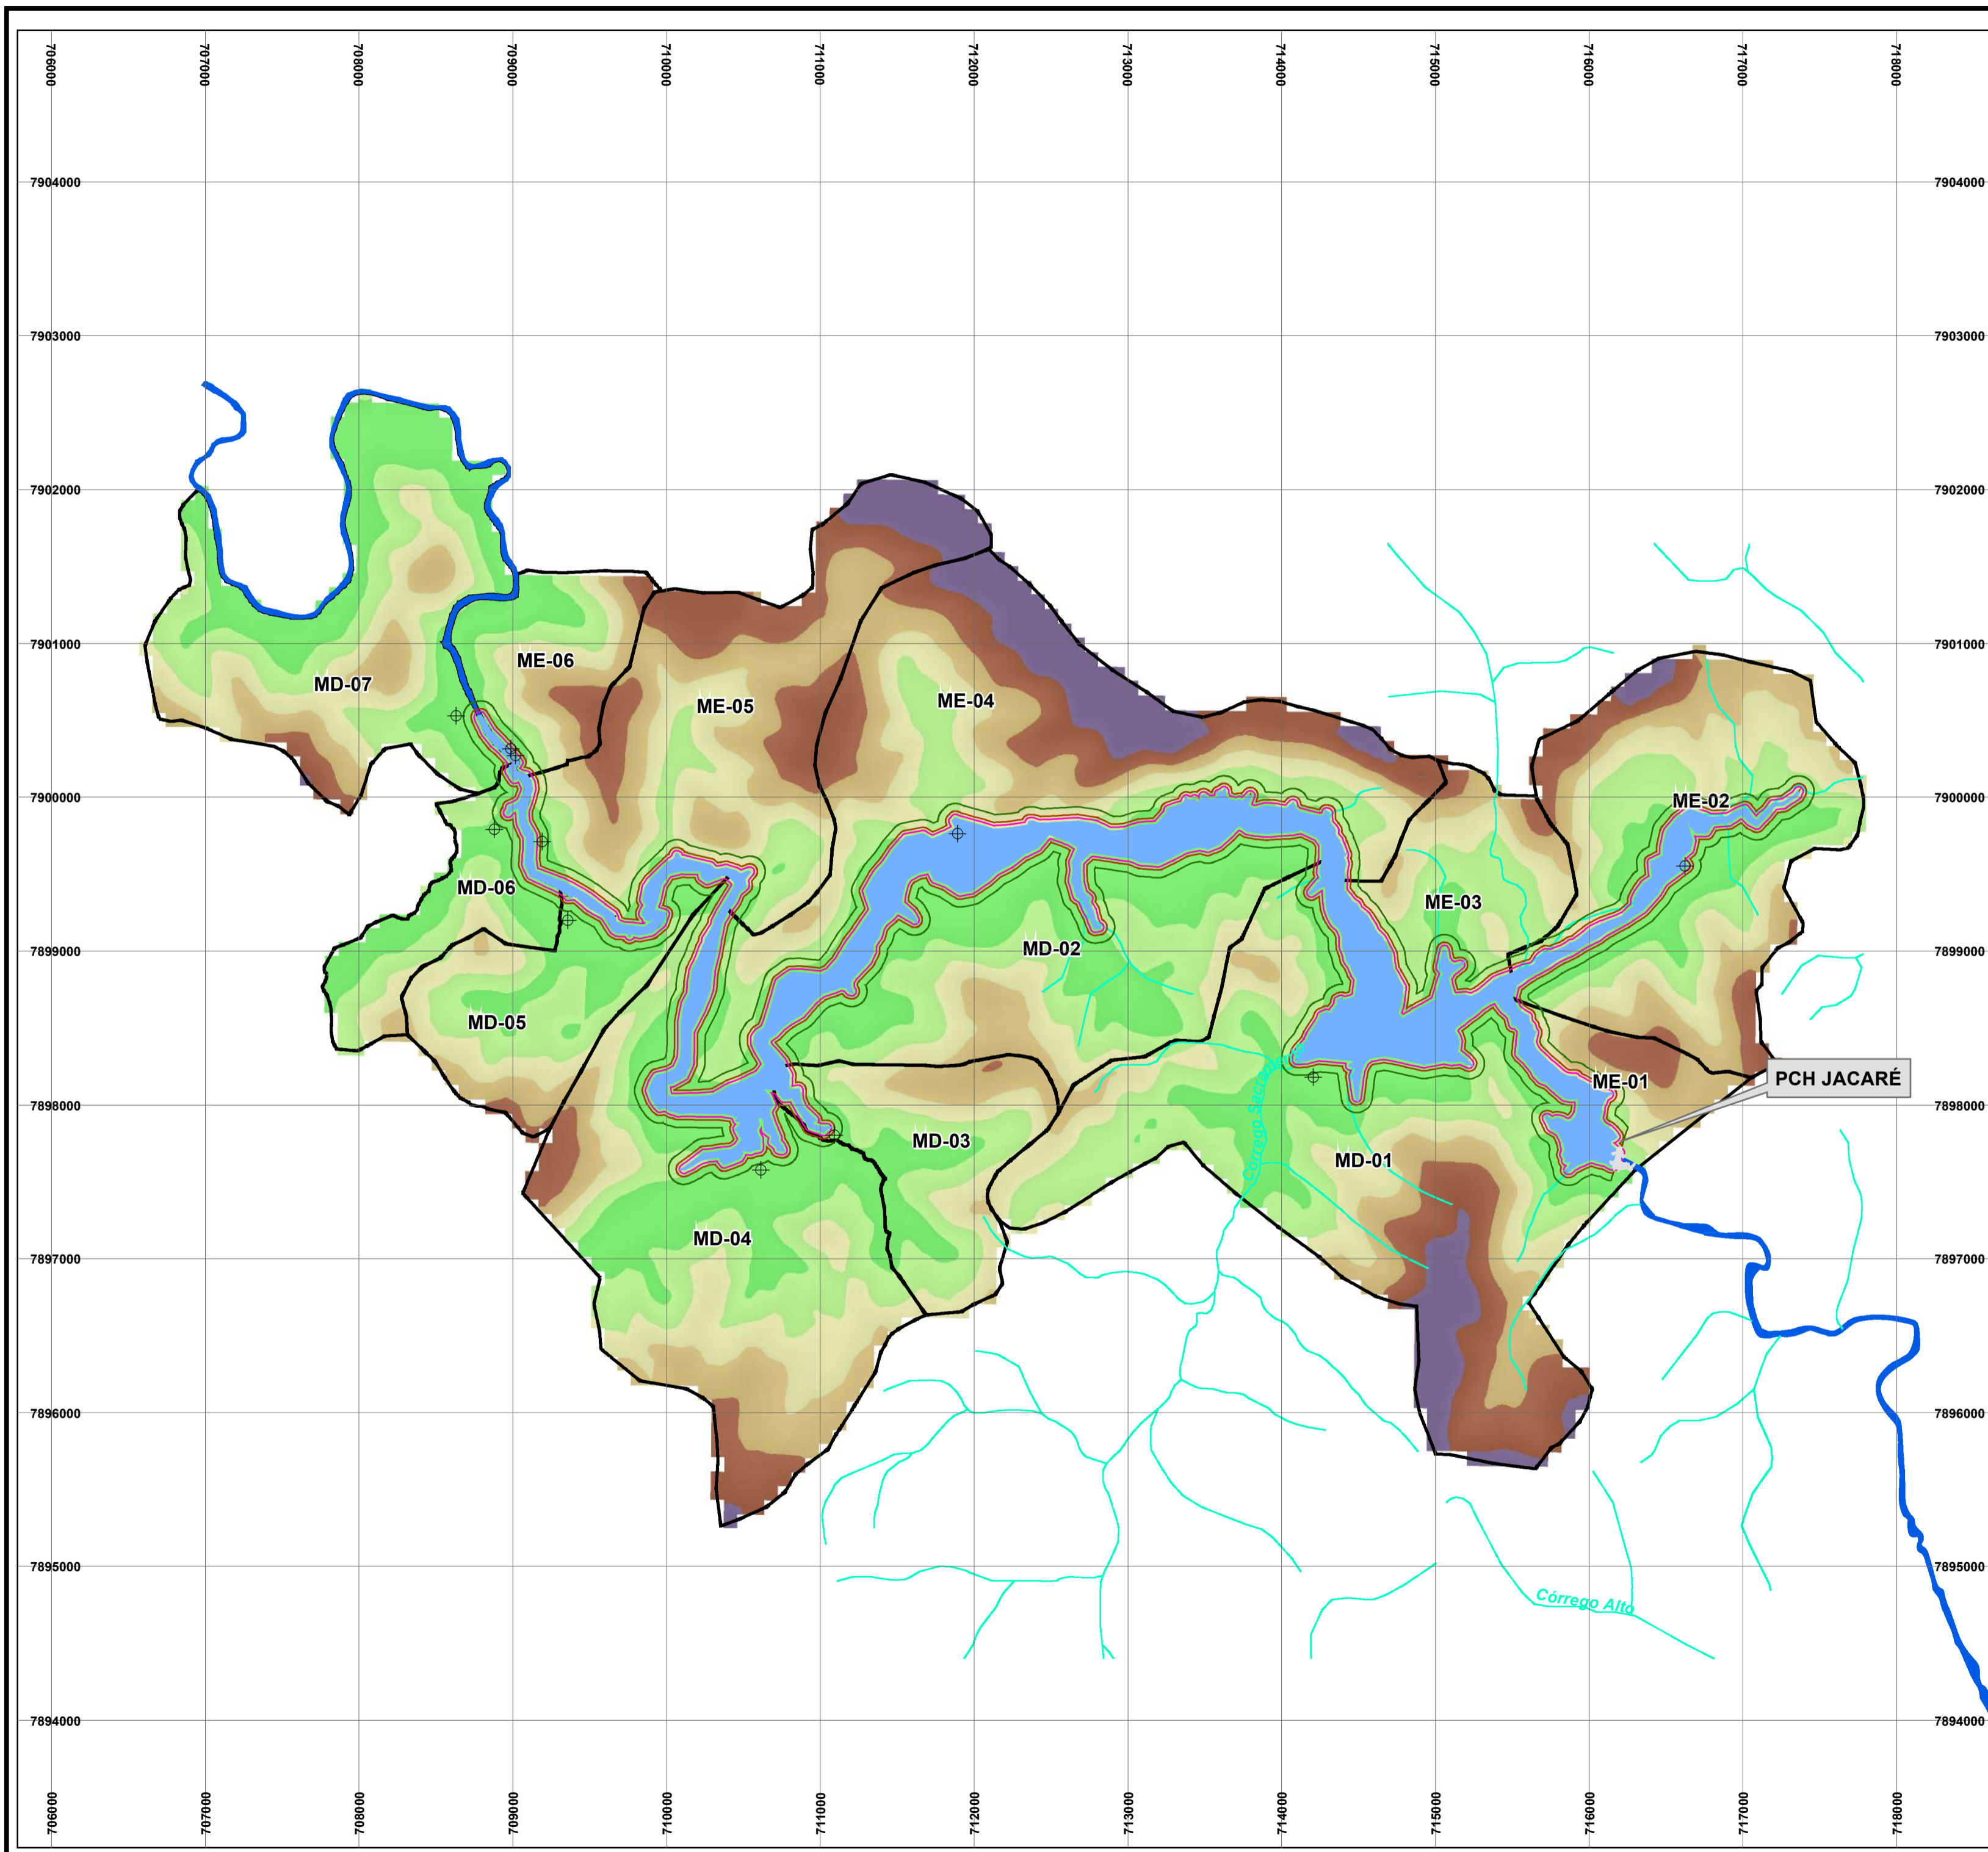 706000 707000 708000 709000 710000 711000 712000 713000 714000 715000 716000 717000 718000
7904000 7904000
7903000 7903000
7902000 7902000
7901000 7901000
ME-06
MD-07
ME-05
ME-04
7900000 7900000
ME-02
MD-06
ME-03
7899000 7899000
MD-02
MD-05
PCH JACARÉ
ME-01
7898000 7898000
MD-03
MD-01
MD-04
7897000 7897000
7896000 7896000
7895000 7895000
Córrego Alto
7894000 7894000
706000 707000 708000 709000 710000 711000 712000 713000 714000 715000 716000 717000 718000
Córrego